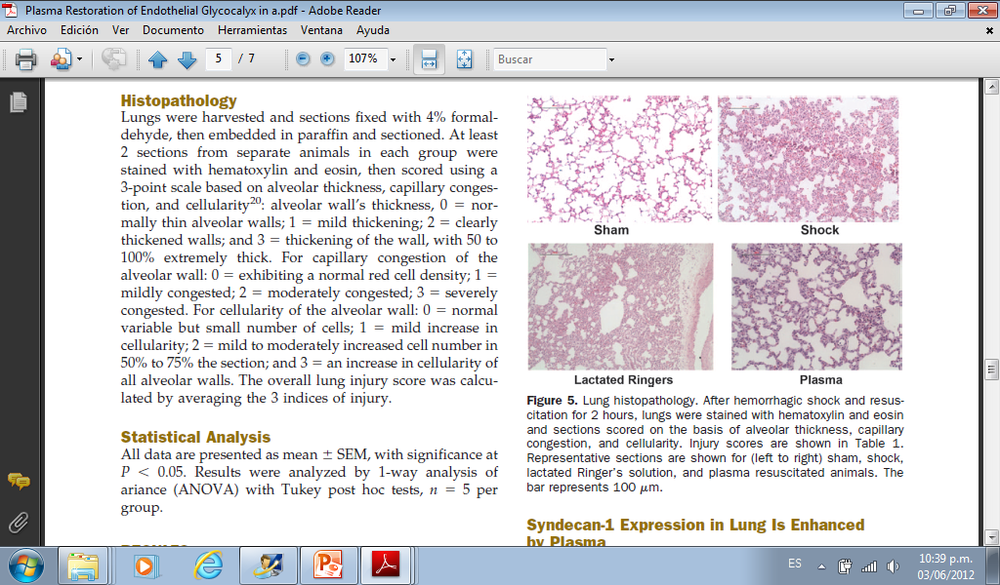 Plasma Restoration of Endothelial Glycocalyx in a.pdf - Adobe Reader
Archivo Edición Ver Documento Herramientas Ventana Ayuda
5 / 7 107% Buscar
Histopathology
Lungs were harvested and sections fixed with 4% formal-
dehyde, then embedded in paraffin and sectioned. At least
2 sections from separate animals in each group were
stained with hematoxylin and eosin, then scored using a
3-point scale based on alveolar thickness, capillary conges-
tion, and cellularity20: alveolar wall's thickness, 0 = nor-
mally thin alveolar walls; 1 = mild thickening; 2 = clearly
thickened walls; and 3 = thickening of the wall, with 50 to
100% extremely thick. For capillary congestion of the
alveolar wall: 0 = exhibiting a normal red cell density; 1 =
mildly congested; 2 = moderately congested; 3 = severely
congested. For cellularity of the alveolar wall: 0 = normal
variable but small number of cells; 1 = mild increase in
cellularity; 2 = mild to moderately increased cell number in
50% to 75% the section; and 3 = an increase in cellularity of
all alveolar walls. The overall lung injury score was calcu-
lated by averaging the 3 indices of injury.
Statistical Analysis
All data are presented as mean ± SEM, with significance at
P < 0.05. Results were analyzed by 1-way analysis of
ariance (ANOVA) with Tukey post hoc tests, n = 5 per
group.
Sham Shock
Lactated Ringers Plasma
Figure 5. Lung histopathology. After hemorrhagic shock and resus-
citation for 2 hours, lungs were stained with hematoxylin and eosin
and sections scored on the basis of alveolar thickness, capillary
congestion, and cellularity. Injury scores are shown in Table 1.
Representative sections are shown for (left to right) sham, shock,
lactated Ringer's solution, and plasma resuscitated animals. The
bar represents 100 μm.
Syndecan-1 Expression in Lung Is Enhanced
by Plasma
ES
10:39 p.m.
03/06/2012